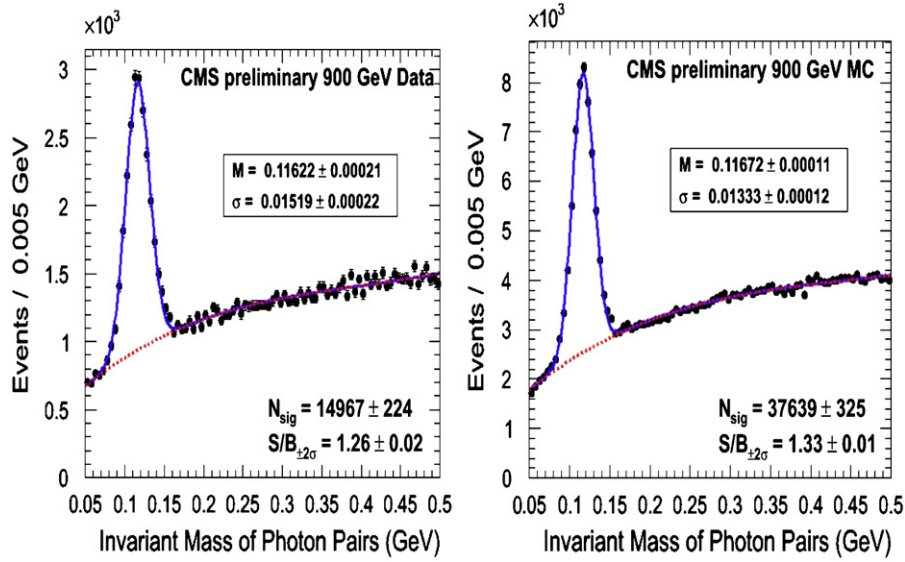 ×10³
CMS preliminary 900 GeV Data
M = 0.11622 ± 0.00021
σ = 0.01519 ± 0.00022
N_sig = 14967 ± 224
S/B_±2σ = 1.26 ± 0.02
Events / 0.005 GeV
3
2.5
2
1.5
1
0.5
0
0.05 0.1 0.15 0.2 0.25 0.3 0.35 0.4 0.45 0.5
Invariant Mass of Photon Pairs (GeV)
×10³
CMS preliminary 900 GeV MC
M = 0.11672 ± 0.00011
σ = 0.01333 ± 0.00012
N_sig = 37639 ± 325
S/B_±2σ = 1.33 ± 0.01
Events / 0.005 GeV
8
7
6
5
4
3
2
1
0
0.05 0.1 0.15 0.2 0.25 0.3 0.35 0.4 0.45 0.5
Invariant Mass of Photon Pairs (GeV)